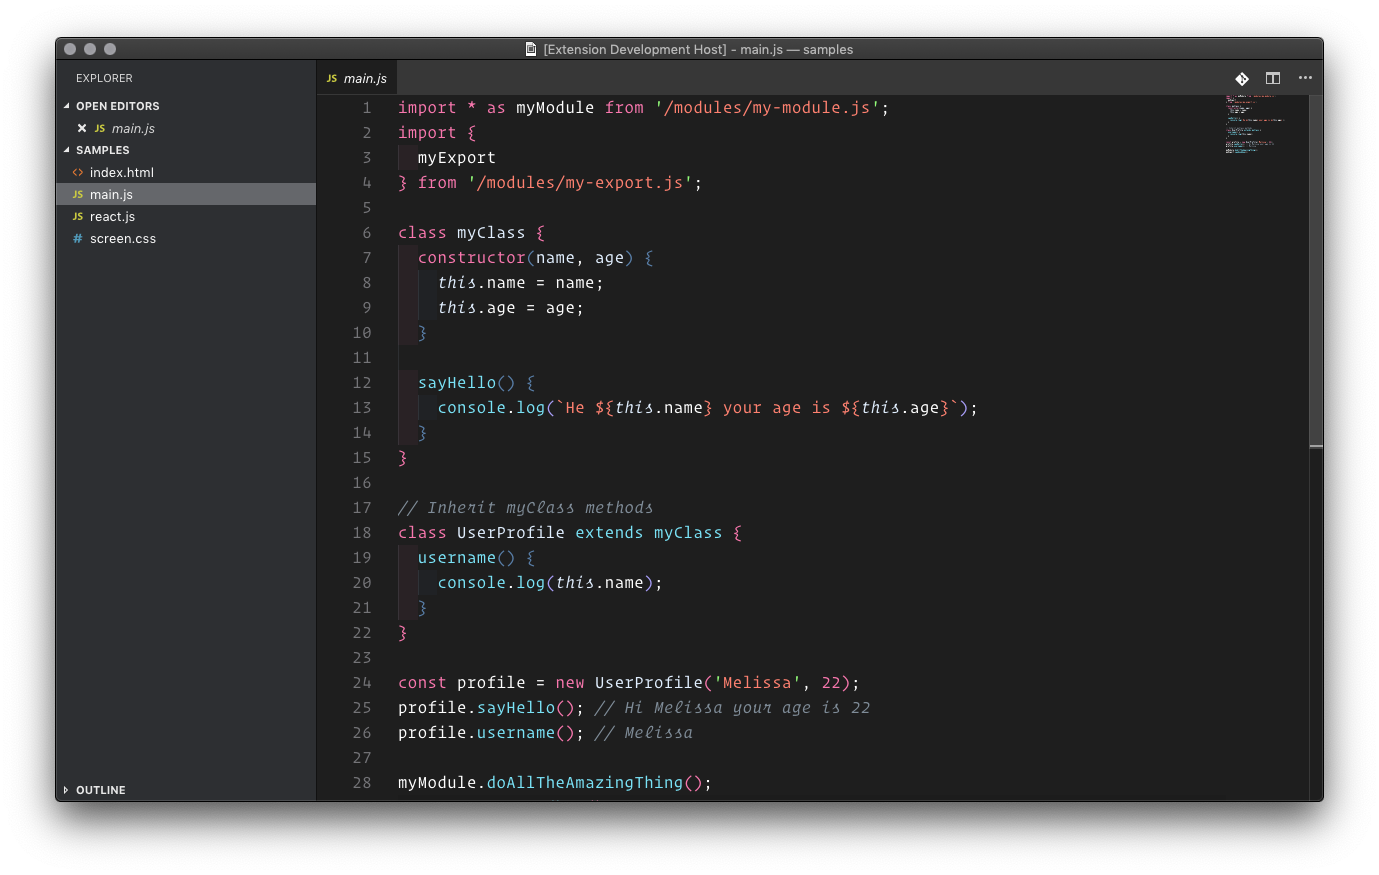 [Extension Development Host] - main.js — samples
EXPLORER
OPEN EDITORS
JS main.js
SAMPLES
<> index.html
JS main.js
JS react.js
# screen.css
OUTLINE
JS main.js
1 import * as myModule from '/modules/my-module.js';
2 import {
3   myExport
4 } from '/modules/my-export.js';
5
6 class myClass {
7   constructor(name, age) {
8     this.name = name;
9     this.age = age;
10   }
11
12   sayHello() {
13     console.log(`He ${this.name} your age is ${this.age}`);
14   }
15 }
16
17 // Inherit myClass methods
18 class UserProfile extends myClass {
19   username() {
20     console.log(this.name);
21   }
22 }
23
24 const profile = new UserProfile('Melissa', 22);
25 profile.sayHello(); // Hi Melissa your age is 22
26 profile.username(); // Melissa
27
28 myModule.doAllTheAmazingThing();